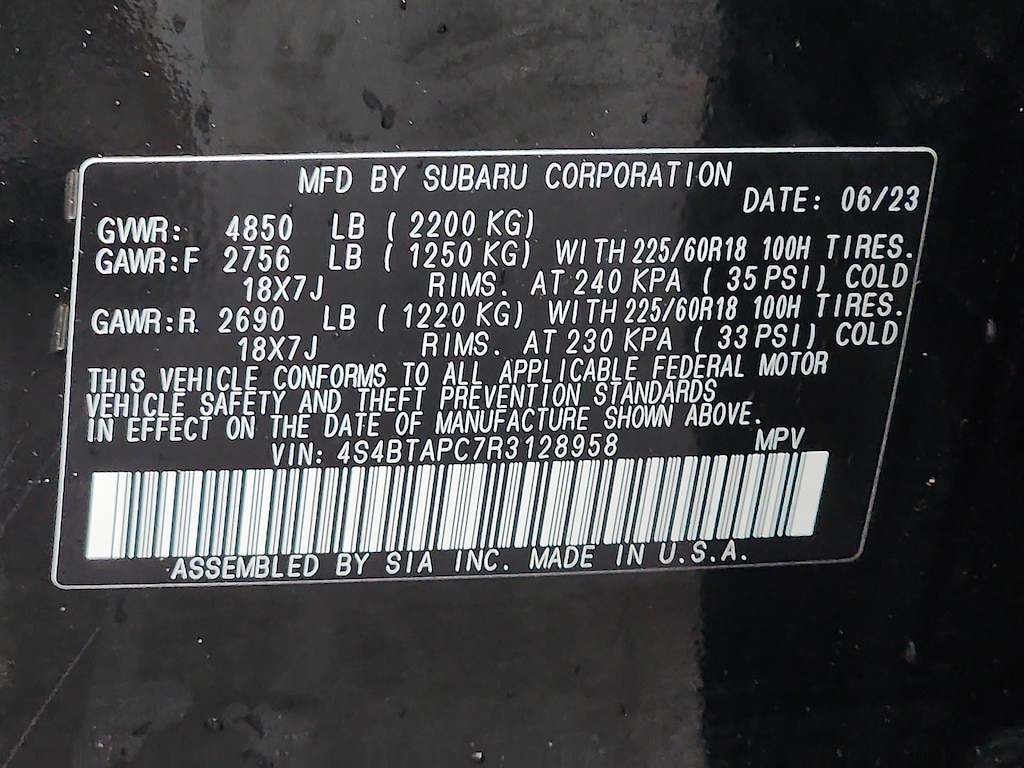 MFD BY SUBARU CORPORATION
DATE: 06/23
GVWR: 4850 LB ( 2200 KG)
GAWR:F 2756 LB ( 1250 KG) WITH 225/60R18 100H TIRES.
18X7J RIMS. AT 240 KPA ( 35 PSI) COLD
GAWR:R 2690 LB ( 1220 KG) WITH 225/60R18 100H TIRES.
18X7J RIMS. AT 230 KPA ( 33 PSI) COLD
THIS VEHICLE CONFORMS TO ALL APPLICABLE FEDERAL MOTOR
VEHICLE SAFETY AND THEFT PREVENTION STANDARDS
IN EFFECT ON THE DATE OF MANUFACTURE SHOWN ABOVE.
VIN: 4S4BTAPC7R3128958 MPV
ASSEMBLED BY SIA INC. MADE IN U.S.A.